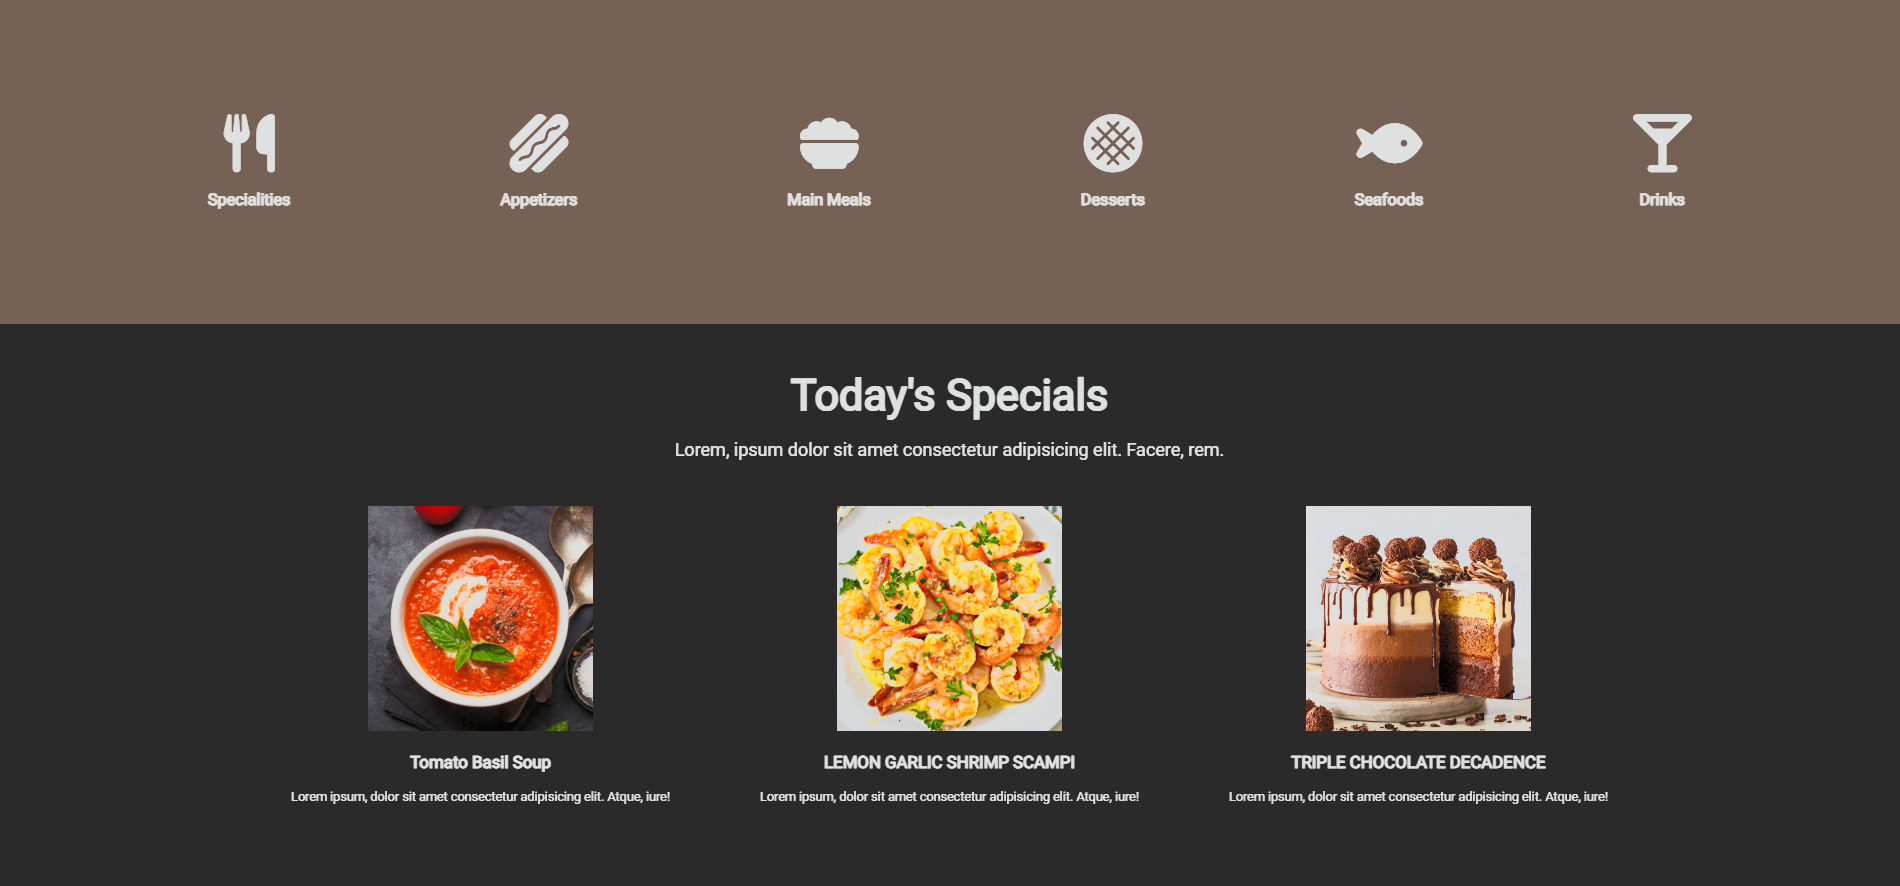 Specialities
Appetizers
Main Meals
Desserts
Seafoods
Drinks
Today's Specials
Lorem, ipsum dolor sit amet consectetur adipisicing elit. Facere, rem.
Tomato Basil Soup
LEMON GARLIC SHRIMP SCAMPI
TRIPLE CHOCOLATE DECADENCE
Lorem ipsum, dolor sit amet consectetur adipisicing elit. Atque, iure!
Lorem ipsum, dolor sit amet consectetur adipisicing elit. Atque, iure!
Lorem ipsum, dolor sit amet consectetur adipisicing elit. Atque, iure!